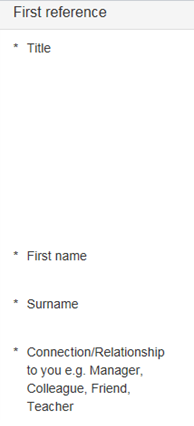 First reference
* Title
* First name
* Surname
* Connection/Relationship
to you e.g. Manager,
Colleague, Friend,
Teacher